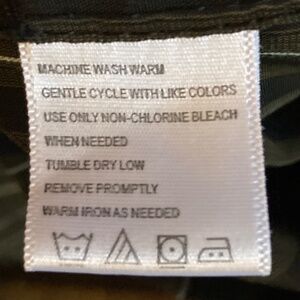 MACHINE WASH WARM
GENTLE CYCLE WITH LIKE COLORS
USE ONLY NON-CHLORINE BLEACH
WHEN NEEDED
TUMBLE DRY LOW
REMOVE PROMPTLY
WARM IRON AS NEEDED